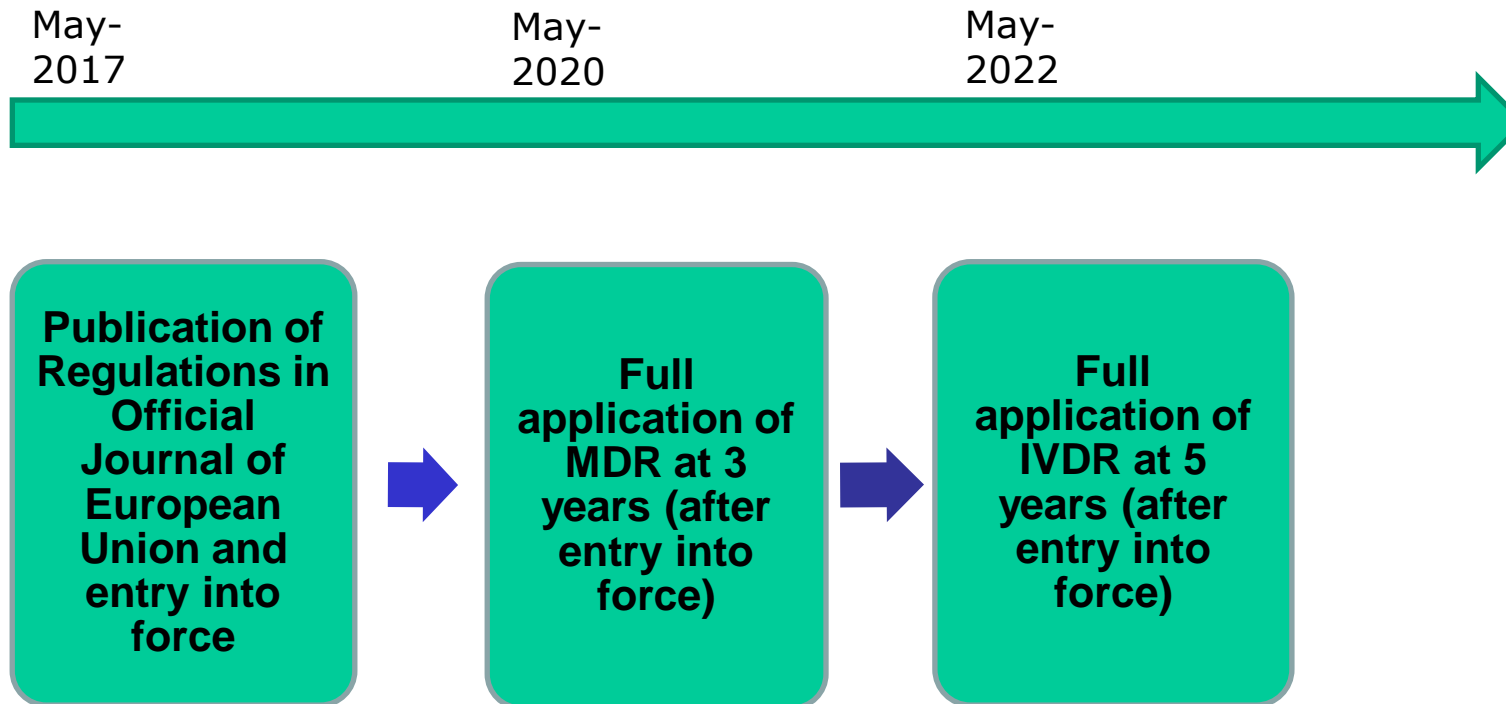 May-
2017
May-
2020
May-
2022
Publication of
Regulations in
Official
Journal of
European
Union and
entry into
force
Full
application of
MDR at 3
years (after
entry into
force)
Full
application of
IVDR at 5
years (after
entry into
force)